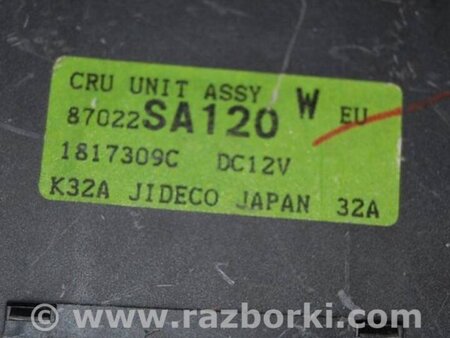 CRU UNIT ASSY W EU
87022SA120
1817309C DC12V
K32A JIDECO JAPAN 32A
www.razborki.com